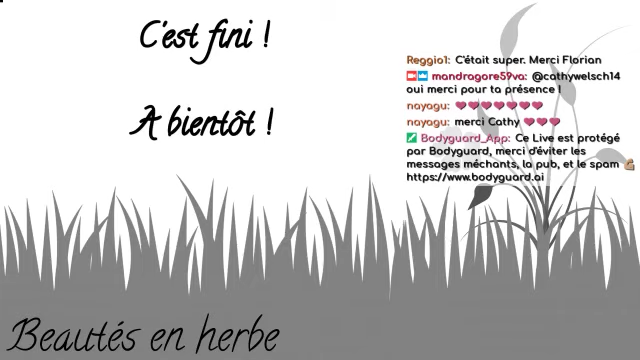 C'est fini !
A bientôt !
Reggio1: C'était super. Merci Florian
mandragore59va: @cathywelsch14
oui merci pour ta présence !
nayagu: ❤❤❤❤❤❤❤
nayagu: merci Cathy ❤❤❤
Bodyguard_App: Ce Live est protégé
par Bodyguard, merci d'éviter les
messages méchants, la pub, et le spam 💪🏽
https://www.bodyguard.ai
Beautés en herbe